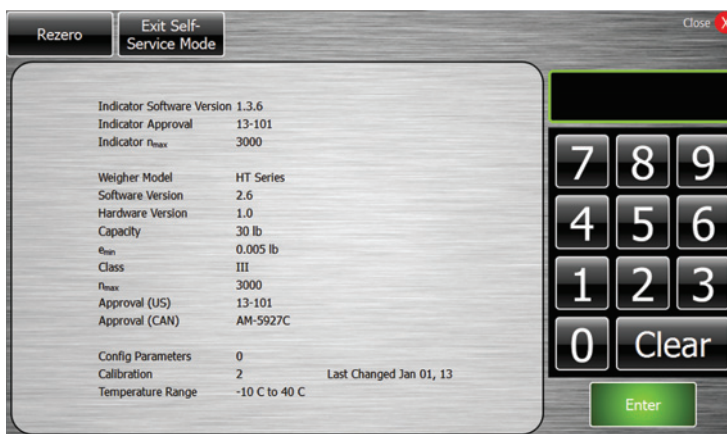 Rezero
Exit Self-
Service Mode
Close X
Indicator Software Version 1.3.6
Indicator Approval 13-101
Indicator nmax 3000
Weigher Model HT Series
Software Version 2.6
Hardware Version 1.0
Capacity 30 lb
emin 0.005 lb
Class III
nmax 3000
Approval (US) 13-101
Approval (CAN) AM-5927C
Config Parameters 0
Calibration 2 Last Changed Jan 01, 13
Temperature Range -10 C to 40 C
7 8 9
4 5 6
1 2 3
0 Clear
Enter